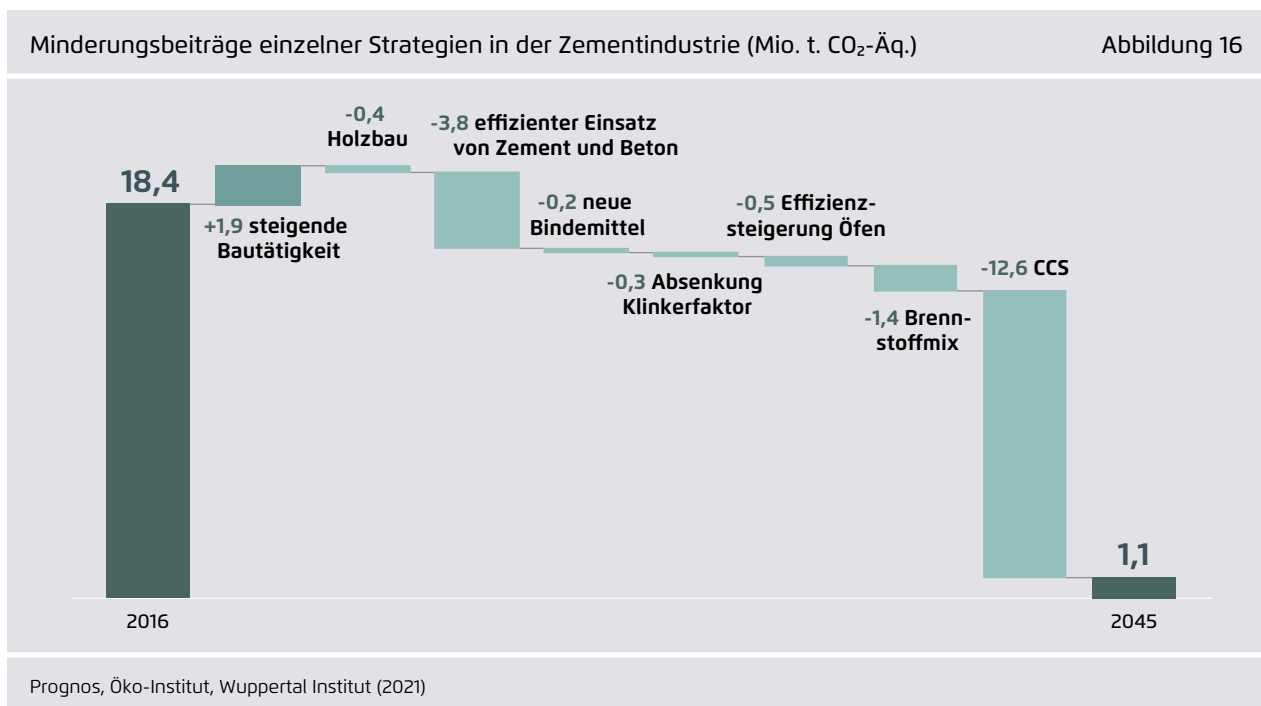 Minderungsbeiträge einzelner Strategien in der Zementindustrie (Mio. t. CO₂-Äq.)
Abbildung 16
18,4
+1,9 steigende
Bautätigkeit
-0,4
Holzbau
-3,8 effizienter Einsatz
von Zement und Beton
-0,2 neue
Bindemittel
-0,3 Absenkung
Klinkerfaktor
-0,5 Effizienz-
steigerung Öfen
-1,4 Brenn-
stoffmix
-12,6 CCS
1,1
2016
2045
Prognos, Öko-Institut, Wuppertal Institut (2021)